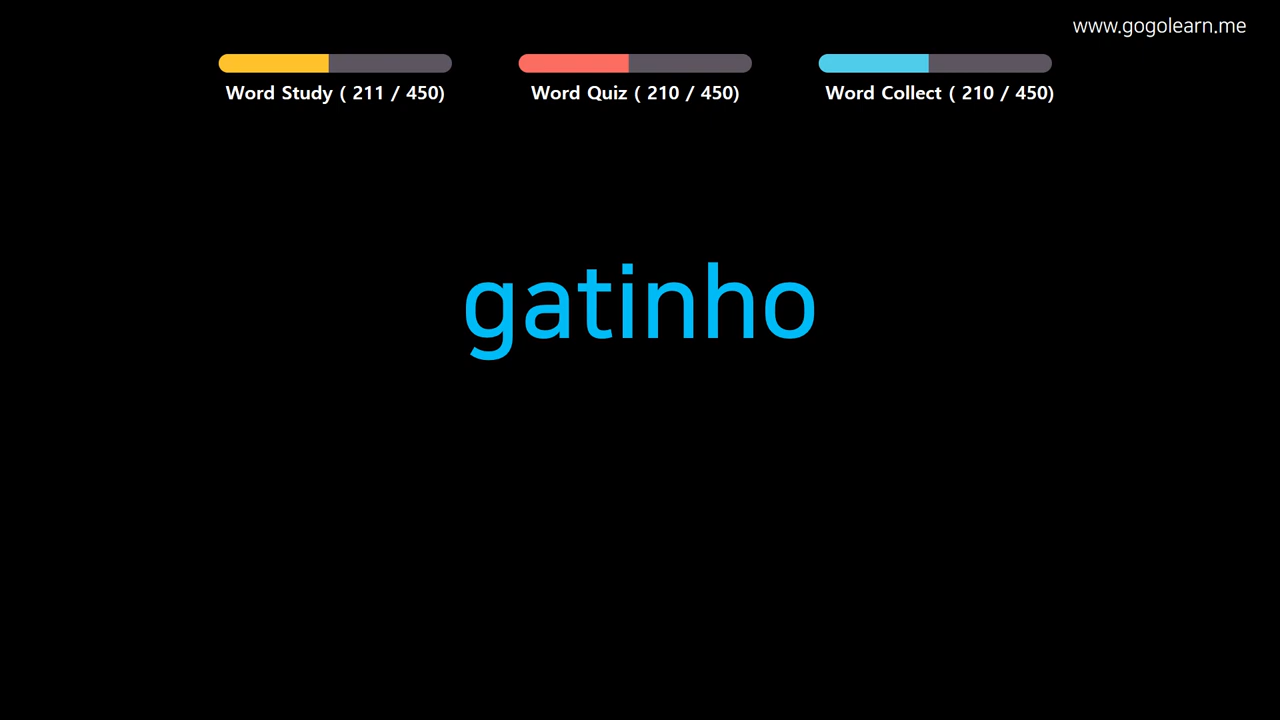 www.gogolearn.me
Word Study ( 211 / 450)
Word Quiz ( 210 / 450)
Word Collect ( 210 / 450)
gatinho